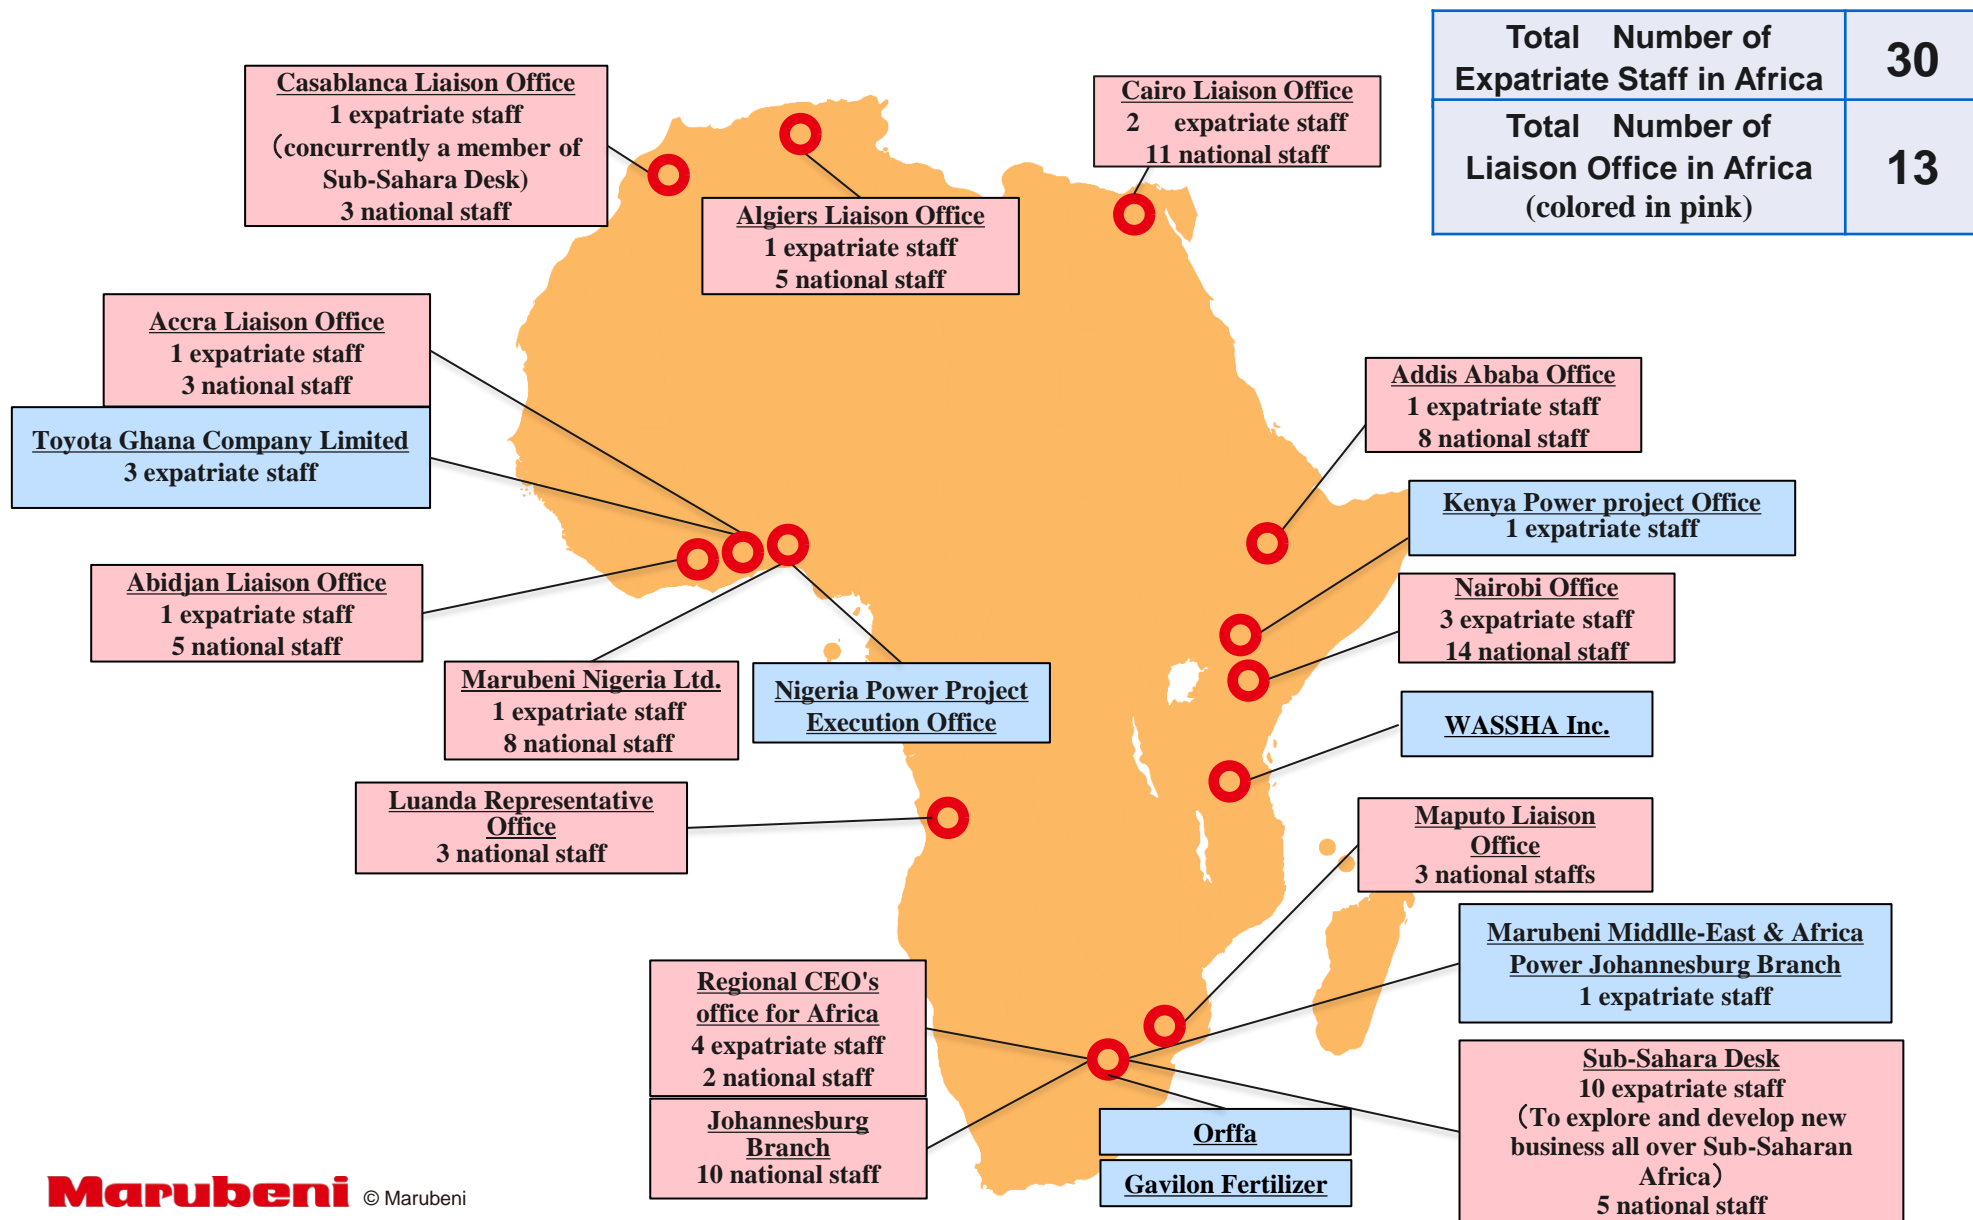 Total Number of
Expatriate Staff in Africa
30
Total Number of
Liaison Office in Africa
(colored in pink)
13
Casablanca Liaison Office
1 expatriate staff
(concurrently a member of
Sub-Sahara Desk)
3 national staff
Cairo Liaison Office
2 expatriate staff
11 national staff
Algiers Liaison Office
1 expatriate staff
5 national staff
Accra Liaison Office
1 expatriate staff
3 national staff
Toyota Ghana Company Limited
3 expatriate staff
Addis Ababa Office
1 expatriate staff
8 national staff
Kenya Power project Office
1 expatriate staff
Abidjan Liaison Office
1 expatriate staff
5 national staff
Nairobi Office
3 expatriate staff
14 national staff
Marubeni Nigeria Ltd.
1 expatriate staff
8 national staff
Nigeria Power Project
Execution Office
WASSHA Inc.
Luanda Representative
Office
3 national staff
Maputo Liaison
Office
3 national staffs
Marubeni Middlle-East & Africa
Power Johannesburg Branch
1 expatriate staff
Regional CEO's
office for Africa
4 expatriate staff
2 national staff
Johannesburg
Branch
10 national staff
Sub-Sahara Desk
10 expatriate staff
(To explore and develop new
business all over Sub-Saharan
Africa)
5 national staff
Orffa
Gavilon Fertilizer
Marubeni © Marubeni